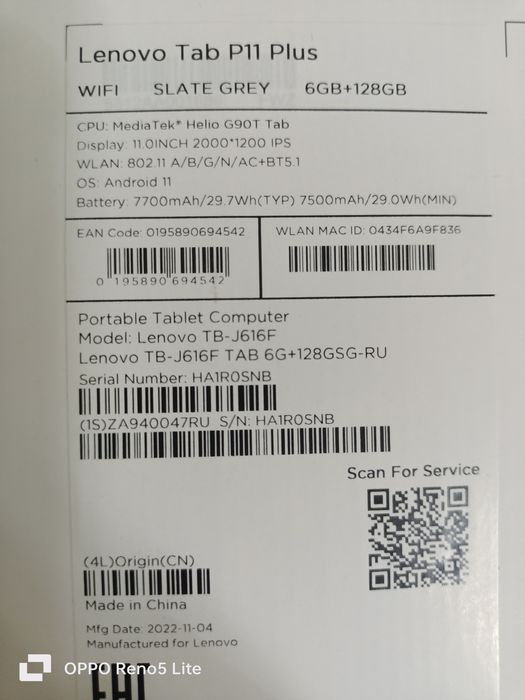 Lenovo Tab P11 Plus
WIFI SLATE GREY 6GB+128GB
CPU: MediaTek® Helio G90T Tab
Display: 11.0INCH 2000*1200 IPS
WLAN: 802.11 A/B/G/N/AC+BT5.1
OS: Android 11
Battery: 7700mAh/29.7Wh(TYP) 7500mAh/29.0Wh(MIN)
EAN Code: 0195890694542
0 195890 694542
WLAN MAC ID: 0434F6A9F836
Portable Tablet Computer
Model: Lenovo TB-J616F
Lenovo TB-J616F TAB 6G+128GSG-RU
Serial Number: HA1R0SNB
(1S)ZA940047RU S/N: HA1R0SNB
Scan For Service
(4L)Origin(CN)
Made in China
Mfg Date: 2022-11-04
Manufactured for Lenovo
EAC
OPPO Reno5 Lite